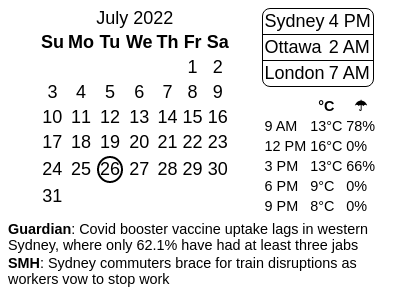 July 2022
Su Mo Tu We Th Fr Sa
1 2
3 4 5 6 7 8 9
10 11 12 13 14 15 16
17 18 19 20 21 22 23
24 25 26 27 28 29 30
31
Sydney 4 PM
Ottawa 2 AM
London 7 AM
°C ☂
9 AM 13°C 78%
12 PM 16°C 0%
3 PM 13°C 66%
6 PM 9°C 0%
9 PM 8°C 0%
Guardian: Covid booster vaccine uptake lags in western
Sydney, where only 62.1% have had at least three jabs
SMH: Sydney commuters brace for train disruptions as
workers vow to stop work